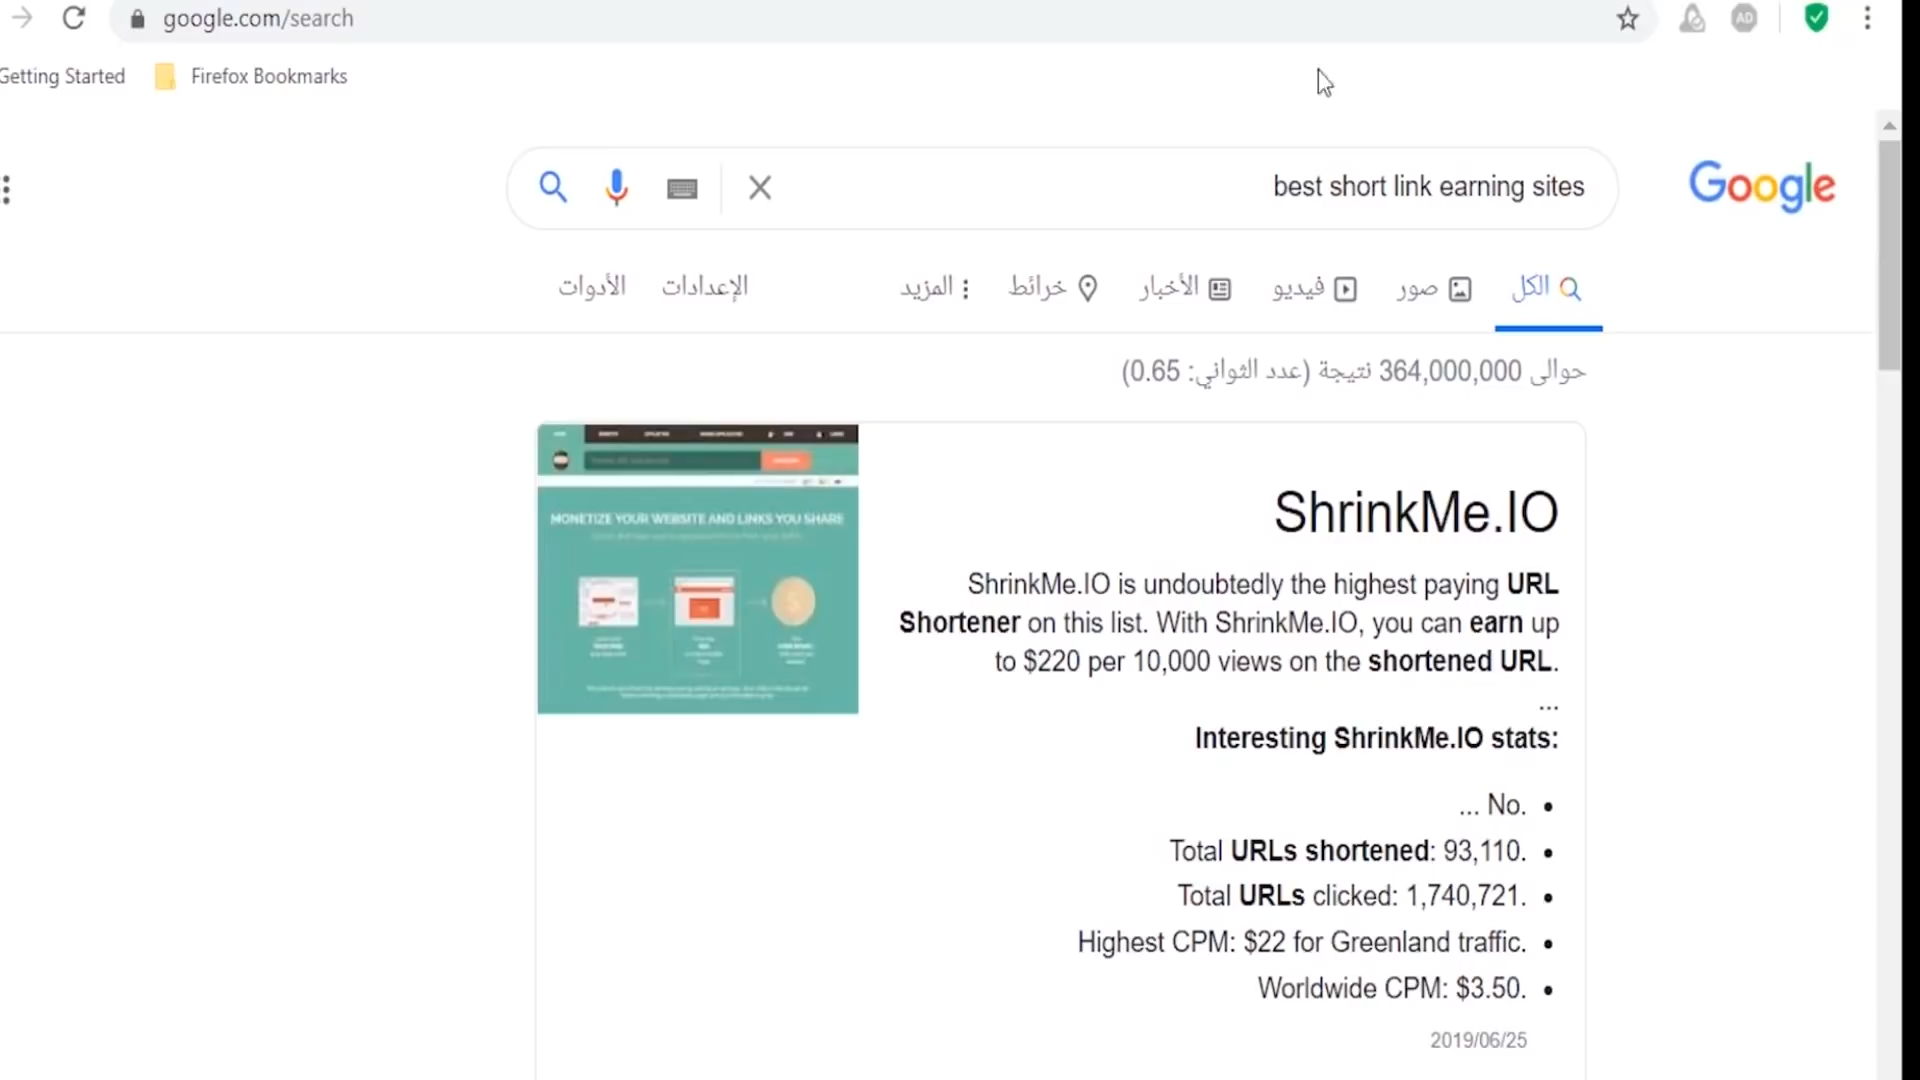 google.com/search
Getting Started
Firefox Bookmarks
AD
best short link earning sites
Google
الكل
صور
فيديو
الأخبار
خرائط
المزيد
الإعدادات
الأدوات
حوالى 364,000,000 نتيجة (عدد الثواني: 0.65)
MONETIZE YOUR WEBSITE AND LINKS YOU SHARE
ShrinkMe.IO
ShrinkMe.IO is undoubtedly the highest paying URL
Shortener on this list. With ShrinkMe.IO, you can earn up
to $220 per 10,000 views on the shortened URL.
...
Interesting ShrinkMe.IO stats:
... No.
Total URLs shortened: 93,110.
Total URLs clicked: 1,740,721.
Highest CPM: $22 for Greenland traffic.
Worldwide CPM: $3.50.
2019/06/25